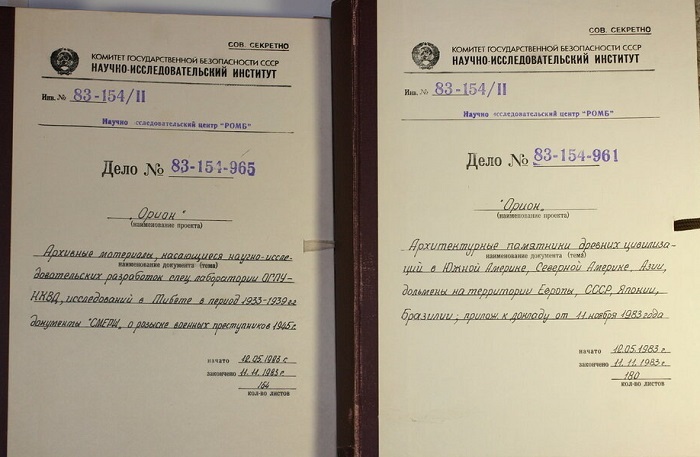 СОВ. СЕКРЕТНО
КОМИТЕТ ГОСУДАРСТВЕННОЙ БЕЗОПАСНОСТИ СССР
НАУЧНО-ИССЛЕДОВАТЕЛЬСКИЙ ИНСТИТУТ
Инв. № 83-154/II
Научно исследовательский центр "РОМБ"
Дело № 83-154-965
"Орион"
(наименование проекта)
Архивные материалы, касающиеся научно-иссле-
наименование документа (тема)
довательских разработок спец лаборатории ОГПУ-
НКВД, исследований в Тибете в период 1933-1939 гг
документы "СМЕРШ" о розыске военных преступников 1945г.
начато 12.05.1983 г.
закончено 11.11.1983 г.
164
кол-во листов
СОВ. СЕКРЕТНО
КОМИТЕТ ГОСУДАРСТВЕННОЙ БЕЗОПАСНОСТИ СССР
НАУЧНО-ИССЛЕДОВАТЕЛЬСКИЙ ИНСТИТУТ
Инв. № 83-154/II
Научно исследовательский центр "РОМБ"
Дело № 83-154-961
"Орион"
(наименование проекта)
Архитектурные памятники древних цивилиза-
наименование документа (тема)
ций в Южной Америке, Северной Америке, Азии,
дольмены на территории Европы, СССР, Японии,
Бразилии; прилож. к докладу от 11 ноября 1983 года
начато 12.05.1983 г.
закончено 11.11.1983 г.
180
кол-во листов